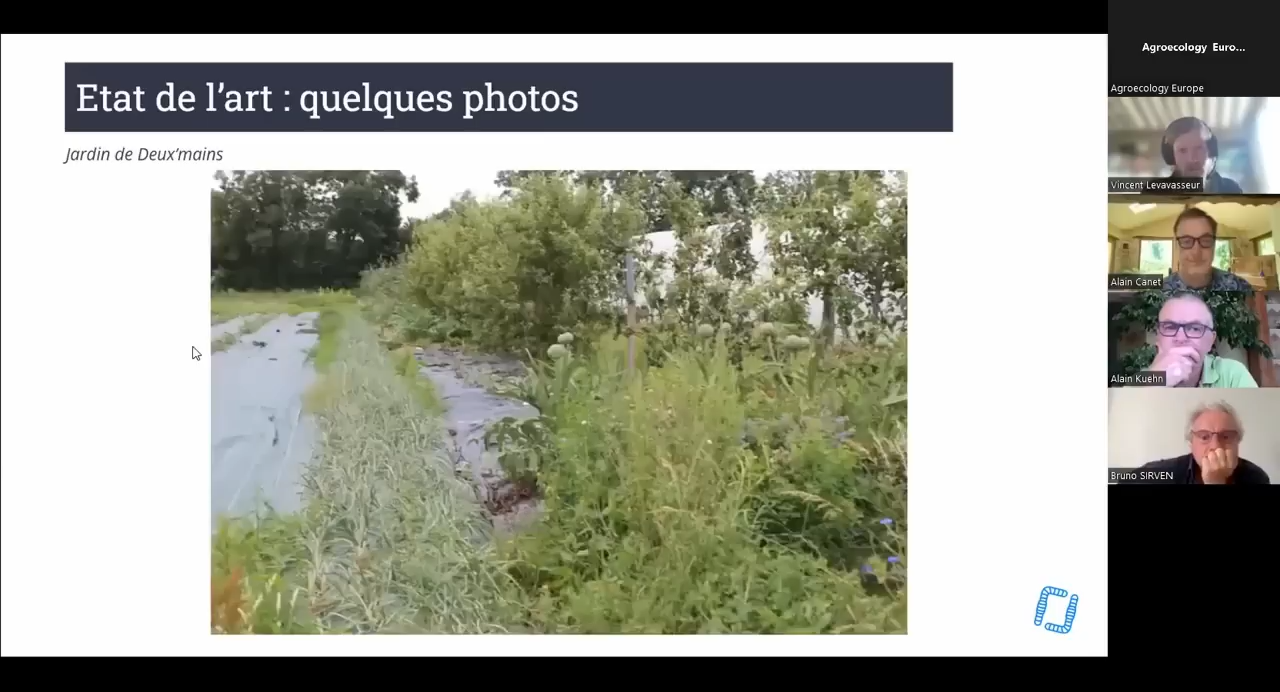 Etat de l’art : quelques photos
Jardin de Deux’mains
Agroecology Euro...
Agroecology Europe
Vincent Levavasseur
Alain Canet
Alain Kuehn
Bruno SIRVEN